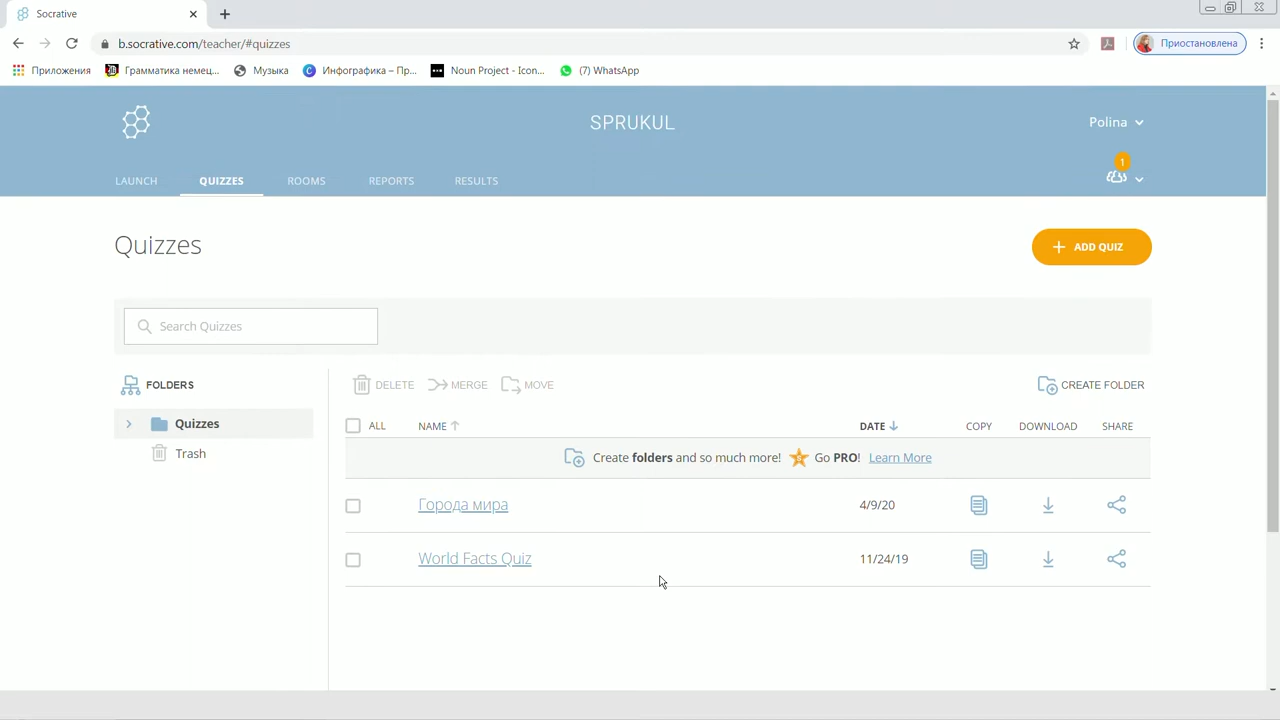 Socrative
b.socrative.com/teacher/#quizzes
Приостановлена
Приложения
Грамматика немец...
Музыка
Инфографика – Пр...
Noun Project - Icon...
(7) WhatsApp
SPRUKUL
Polina
1
LAUNCH QUIZZES ROOMS REPORTS RESULTS
Quizzes
ADD QUIZ
Search Quizzes
FOLDERS
Quizzes
Trash
DELETE MERGE MOVE
CREATE FOLDER
ALL NAME DATE COPY DOWNLOAD SHARE
Create folders and so much more! Go PRO! Learn More
Города мира 4/9/20
World Facts Quiz 11/24/19